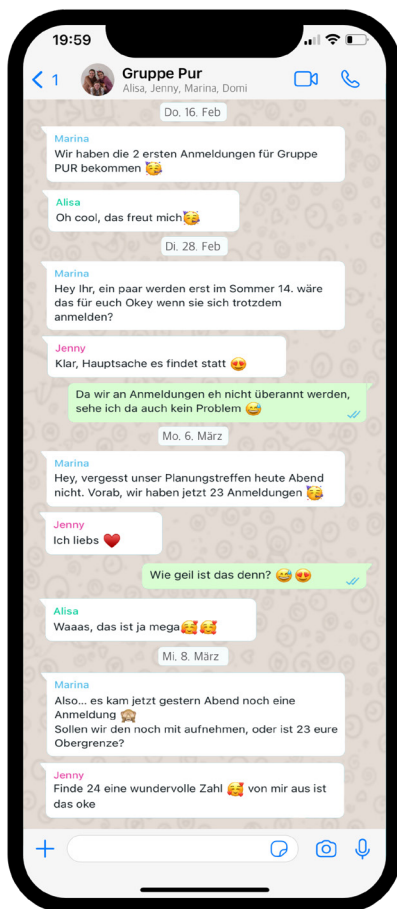 19:59
1
Gruppe Pur
Alisa, Jenny, Marina, Domi
Do. 16. Feb
Marina
Wir haben die 2 ersten Anmeldungen für Gruppe
PUR bekommen 🥳
Alisa
Oh cool, das freut mich🥳
Di. 28. Feb
Marina
Hey Ihr, ein paar werden erst im Sommer 14. wäre
das für euch Okey wenn sie sich trotzdem
anmelden?
Jenny
Klar, Hauptsache es findet statt 😍
Da wir an Anmeldungen eh nicht überannt werden,
sehe ich da auch kein Problem 😅
Mo. 6. März
Marina
Hey, vergesst unser Planungstreffen heute Abend
nicht. Vorab, wir haben jetzt 23 Anmeldungen 🥳
Jenny
Ich liebs ❤️
Wie geil ist das denn? 😅 😍
Alisa
Waaas, das ist ja mega🥰 🥰
Mi. 8. März
Marina
Also... es kam jetzt gestern Abend noch eine
Anmeldung 🙈
Sollen wir den noch mit aufnehmen, oder ist 23 eure
Obergrenze?
Jenny
Finde 24 eine wundervolle Zahl 🥰 von mir aus ist
das oke